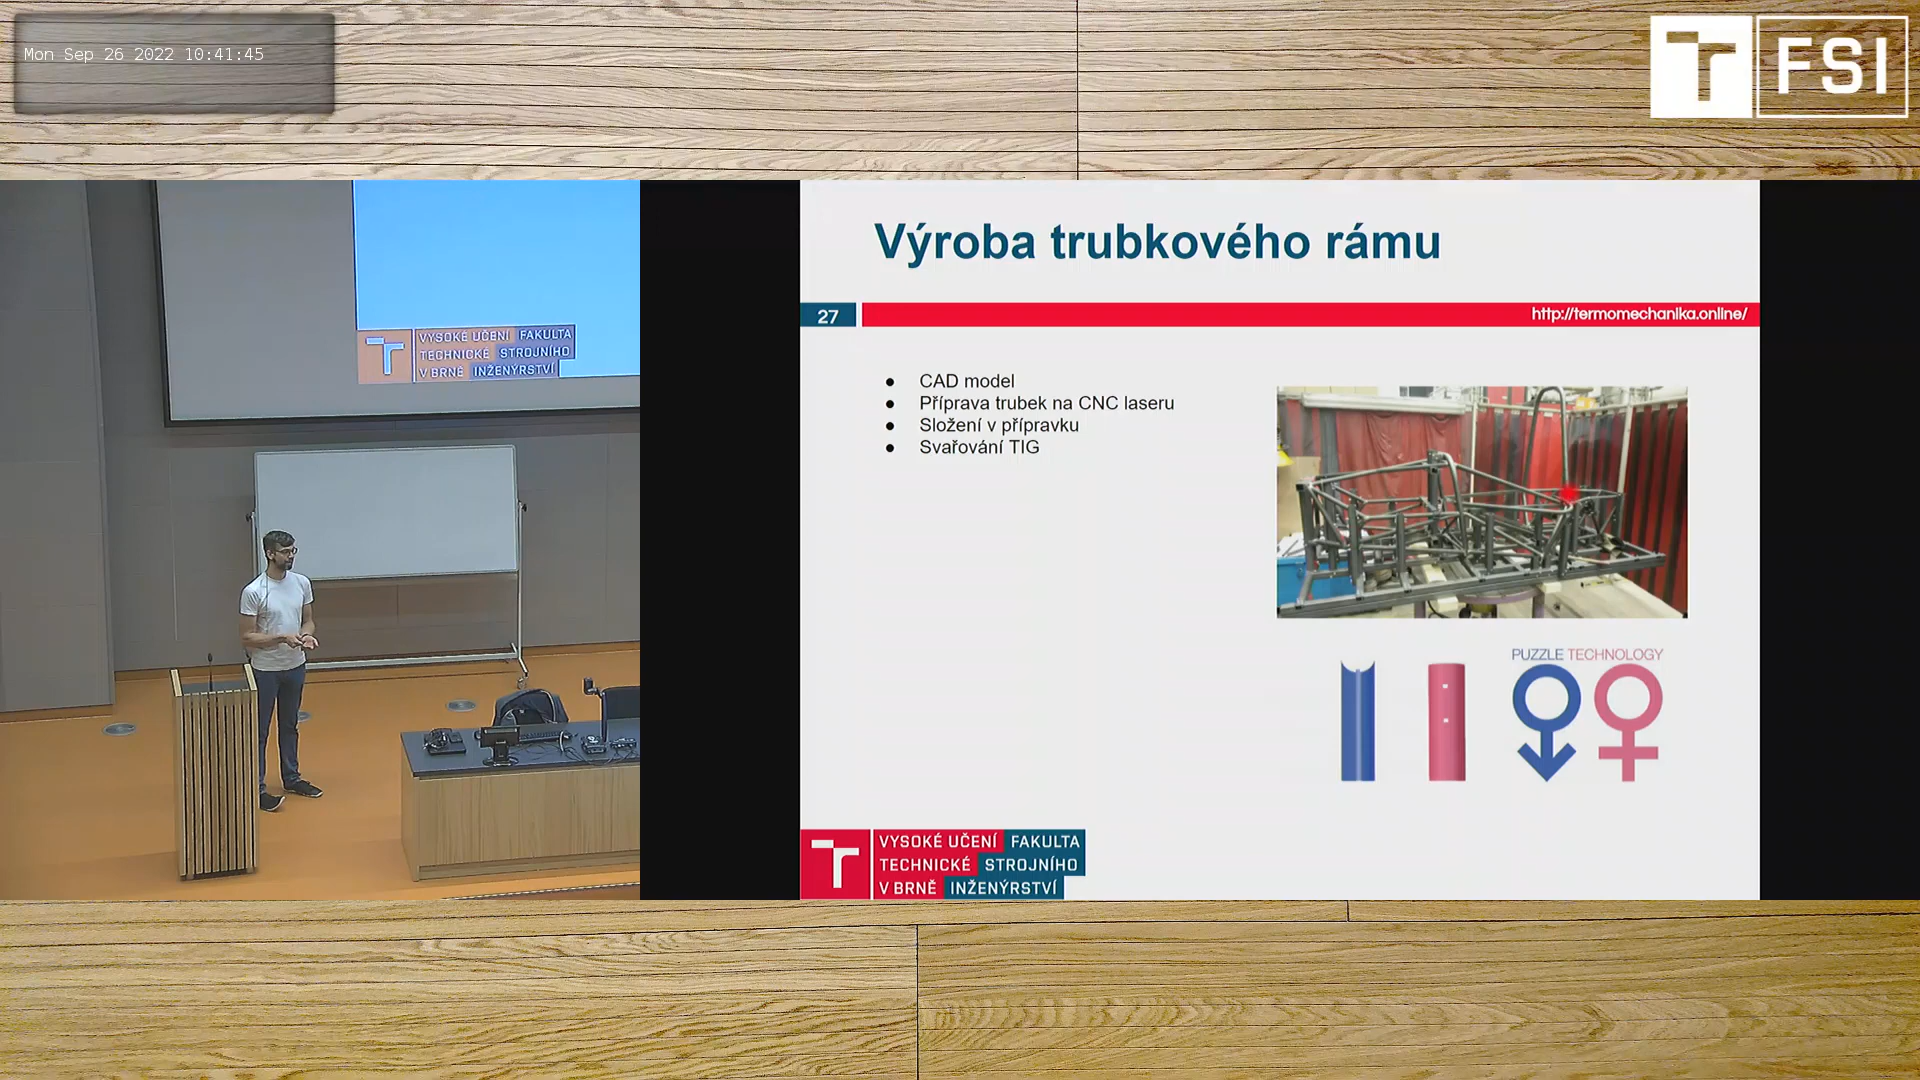 Mon Sep 26 2022 10:41:45
T FSI
VYSOKÉ UČENÍ FAKULTA
TECHNICKÉ STROJNÍHO
V BRNĚ INŽENÝRSTVÍ
Výroba trubkového rámu
27
http://termomechanika.online/
● CAD model
● Příprava trubek na CNC laseru
● Složení v přípravku
● Svařování TIG
PUZZLE TECHNOLOGY
VYSOKÉ UČENÍ FAKULTA
TECHNICKÉ STROJNÍHO
V BRNĚ INŽENÝRSTVÍ